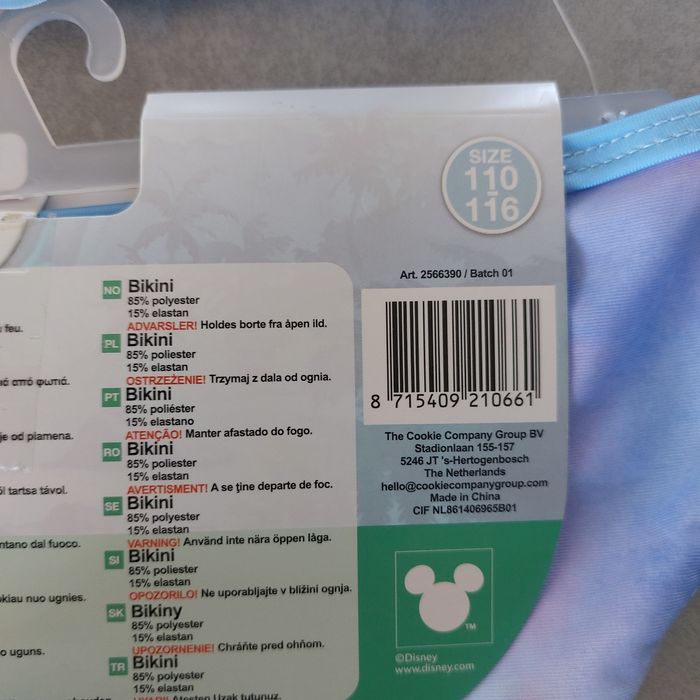 SIZE
110
-
116
Art. 2566390 / Batch 01
8 715409 210661
The Cookie Company Group BV
Stadionlaan 155-157
5246 JT 's-Hertogenbosch
The Netherlands
hello@cookiecompanygroup.com
Made in China
CIF NL861406965B01
©Disney
www.disney.com
TM
feu.
από φωτιά.
od plamena.
tartsa távol.
dal fuoco.
nuo ugnies.
uguns.
NO Bikini
85% polyester
15% elastan
ADVARSLER! Holdes borte fra åpen ild.
PL Bikini
85% poliester
15% elastan
OSTRZEŻENIE! Trzymaj z dala od ognia.
PT Bikini
85% poliéster
15% elastano
ATENÇÃO! Manter afastado do fogo.
RO Bikini
85% poliester
15% elastan
AVERTISMENT! A se ţine departe de foc.
SE Bikini
85% polyester
15% elastan
VARNING! Använd inte nära öppen låga.
SI Bikini
85% poliester
15% elastan
OPOZORILO! Ne uporabljajte v bližini ognja.
SK Bikiny
85% polyester
15% elastan
UPOZORNENIE! Chráňte pred ohňom.
TR Bikini
85% polyester
15% elastan
UYARI! Ateşten Uzak tutunuz.